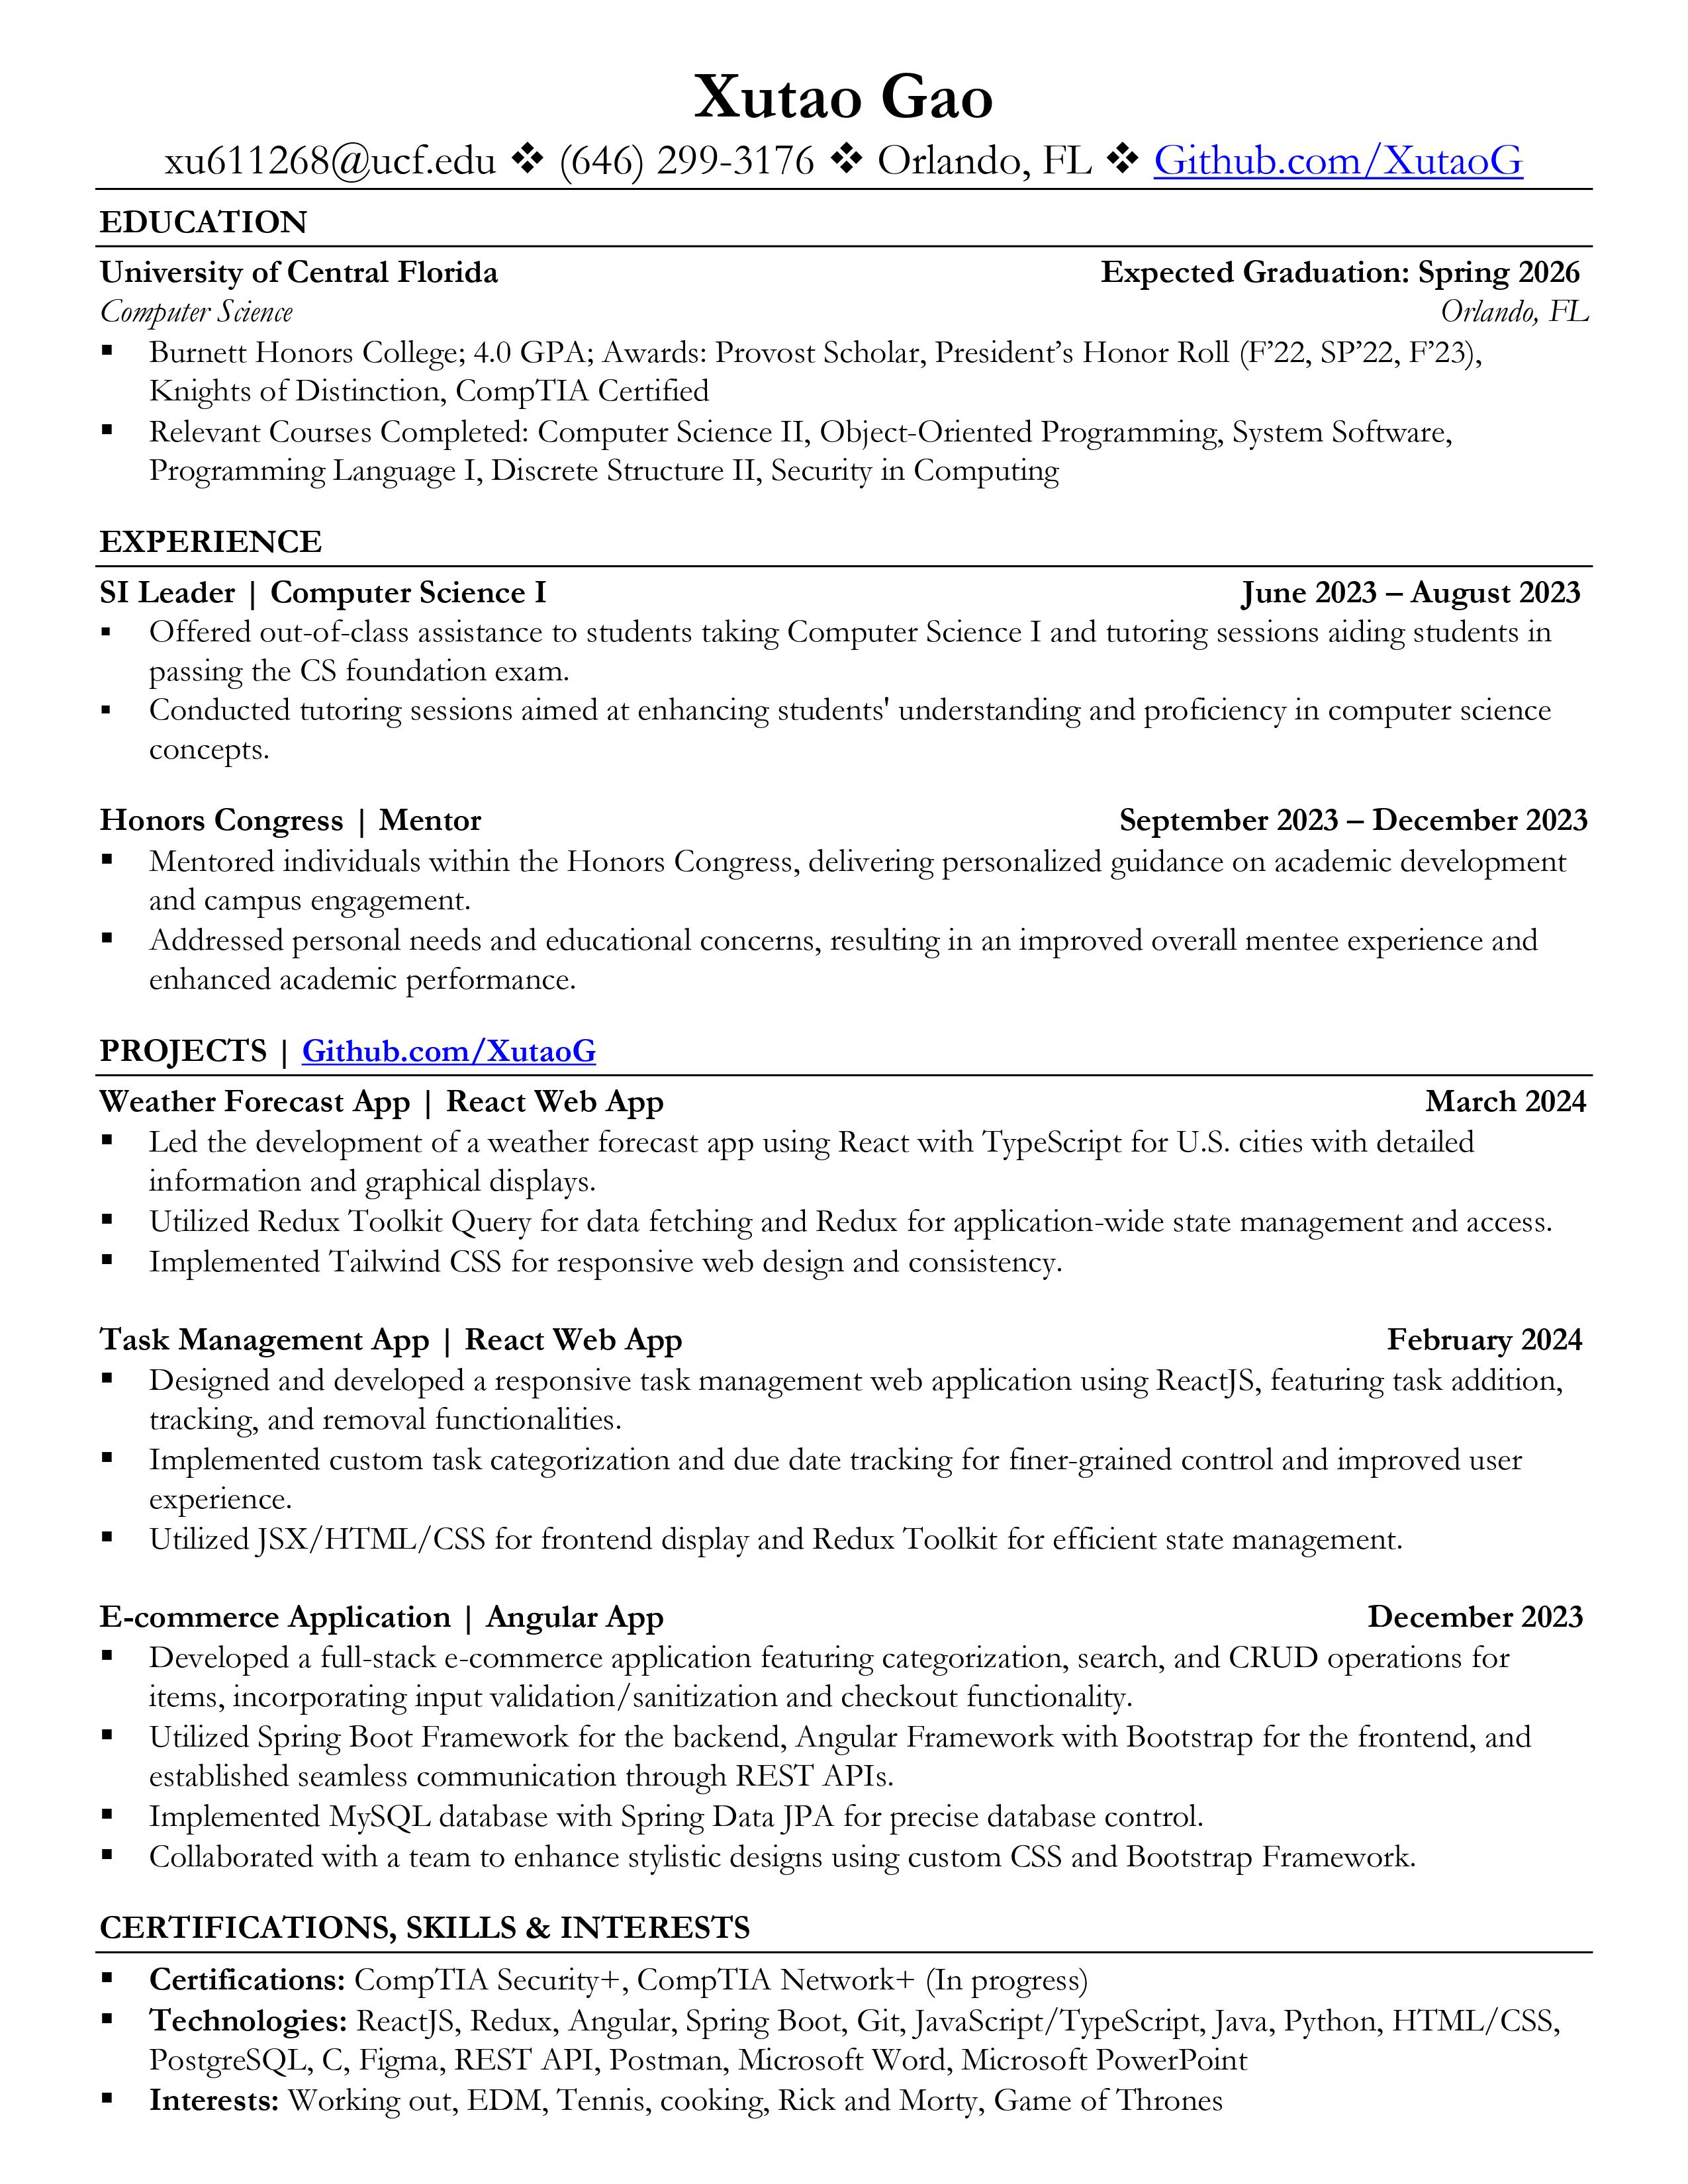 Xutao Gao
xu611268@ucf.edu ❖ (646) 299-3176 ❖ Orlando, FL ❖ Github.com/XutaoG
EDUCATION
University of Central Florida Expected Graduation: Spring 2026
Computer Science Orlando, FL
▪ Burnett Honors College; 4.0 GPA; Awards: Provost Scholar, President’s Honor Roll (F’22, SP’22, F’23),
Knights of Distinction, CompTIA Certified
▪ Relevant Courses Completed: Computer Science II, Object-Oriented Programming, System Software,
Programming Language I, Discrete Structure II, Security in Computing
EXPERIENCE
SI Leader | Computer Science I June 2023 – August 2023
▪ Offered out-of-class assistance to students taking Computer Science I and tutoring sessions aiding students in
passing the CS foundation exam.
▪ Conducted tutoring sessions aimed at enhancing students' understanding and proficiency in computer science
concepts.
Honors Congress | Mentor September 2023 – December 2023
▪ Mentored individuals within the Honors Congress, delivering personalized guidance on academic development
and campus engagement.
▪ Addressed personal needs and educational concerns, resulting in an improved overall mentee experience and
enhanced academic performance.
PROJECTS | Github.com/XutaoG
Weather Forecast App | React Web App March 2024
▪ Led the development of a weather forecast app using React with TypeScript for U.S. cities with detailed
information and graphical displays.
▪ Utilized Redux Toolkit Query for data fetching and Redux for application-wide state management and access.
▪ Implemented Tailwind CSS for responsive web design and consistency.
Task Management App | React Web App February 2024
▪ Designed and developed a responsive task management web application using ReactJS, featuring task addition,
tracking, and removal functionalities.
▪ Implemented custom task categorization and due date tracking for finer-grained control and improved user
experience.
▪ Utilized JSX/HTML/CSS for frontend display and Redux Toolkit for efficient state management.
E-commerce Application | Angular App December 2023
▪ Developed a full-stack e-commerce application featuring categorization, search, and CRUD operations for
items, incorporating input validation/sanitization and checkout functionality.
▪ Utilized Spring Boot Framework for the backend, Angular Framework with Bootstrap for the frontend, and
established seamless communication through REST APIs.
▪ Implemented MySQL database with Spring Data JPA for precise database control.
▪ Collaborated with a team to enhance stylistic designs using custom CSS and Bootstrap Framework.
CERTIFICATIONS, SKILLS & INTERESTS
▪ Certifications: CompTIA Security+, CompTIA Network+ (In progress)
▪ Technologies: ReactJS, Redux, Angular, Spring Boot, Git, JavaScript/TypeScript, Java, Python, HTML/CSS,
PostgreSQL, C, Figma, REST API, Postman, Microsoft Word, Microsoft PowerPoint
▪ Interests: Working out, EDM, Tennis, cooking, Rick and Morty, Game of Thrones